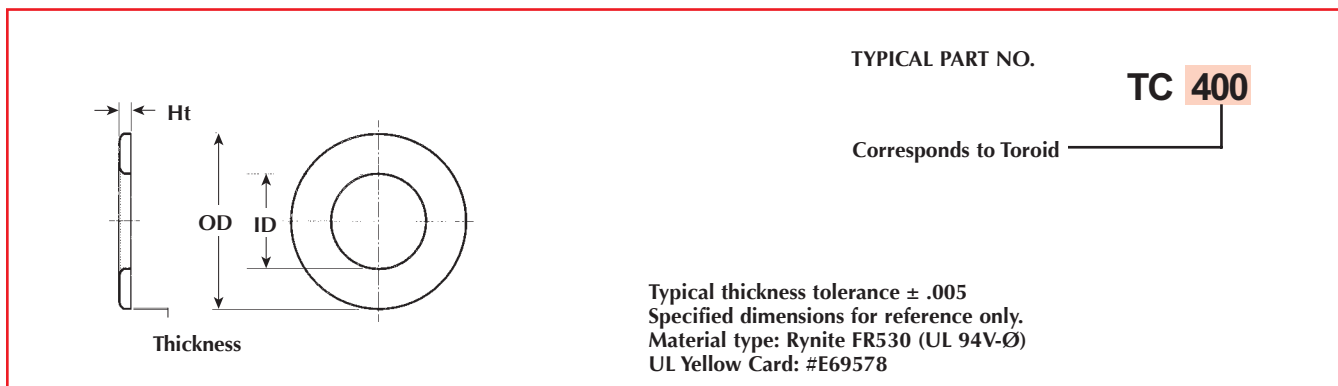 TYPICAL PART NO.
TC 400
Corresponds to Toroid
Ht
OD
ID
Thickness
Typical thickness tolerance ± .005
Specified dimensions for reference only.
Material type: Rynite FR530 (UL 94V-Ø)
UL Yellow Card: #E69578